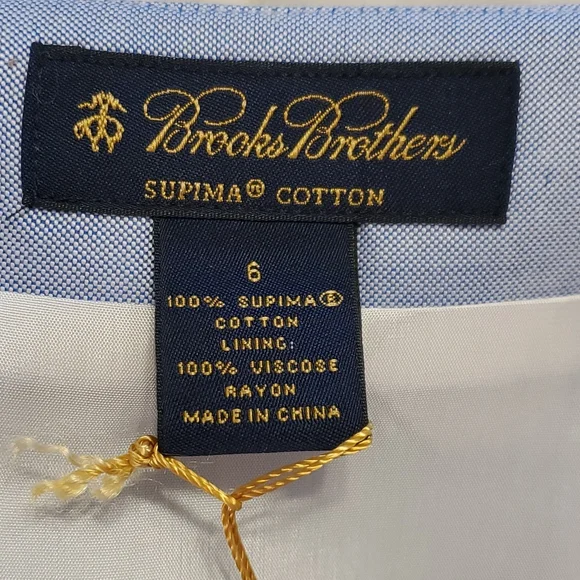 Brooks Brothers
SUPIMA® COTTON
6
100% SUPIMA®
COTTON
LINING:
100% VISCOSE
RAYON
MADE IN CHINA